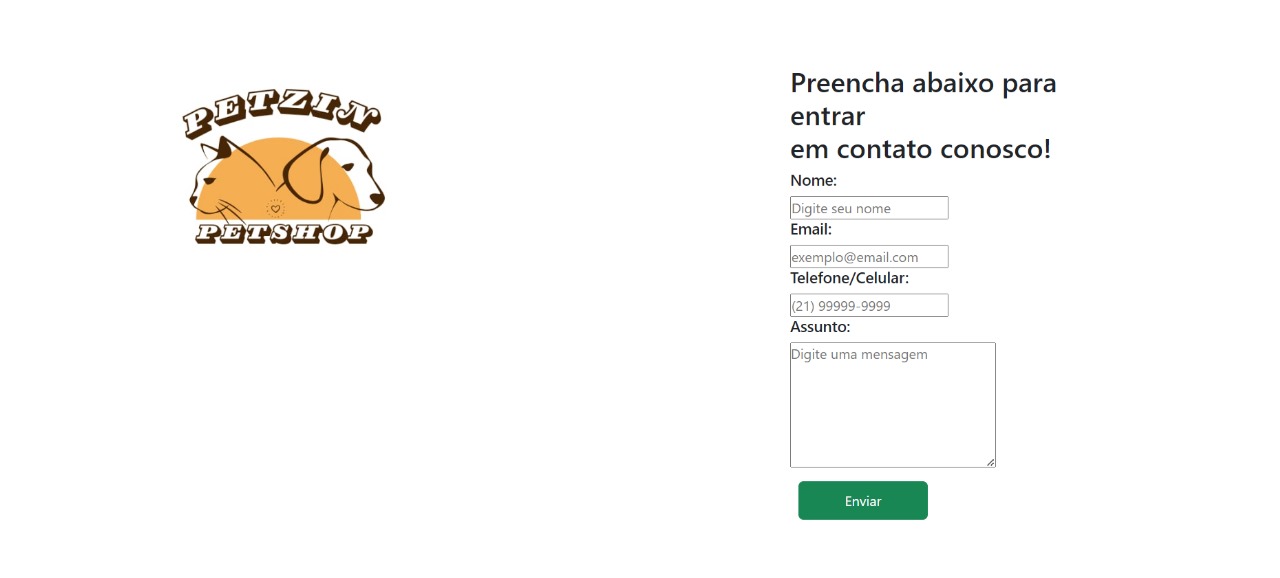 PETZIN
PETSHOP
Preencha abaixo para
entrar
em contato conosco!
Nome:
Digite seu nome
Email:
exemplo@email.com
Telefone/Celular:
(21) 99999-9999
Assunto:
Digite uma mensagem
Enviar